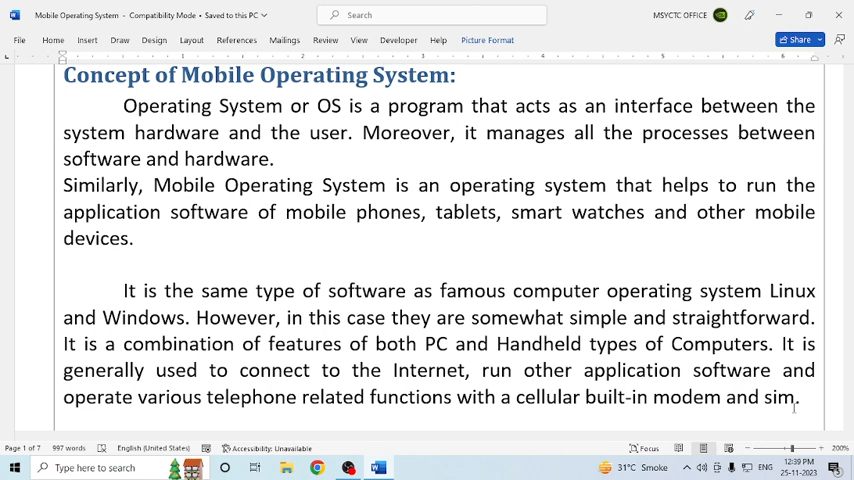 Mobile Operating System - Compatibility Mode • Saved to this PC
Search
MSYCTC OFFICE
File Home Insert Draw Design Layout References Mailings Review View Developer Help Picture Format
Share
1 2 3 4 5 6
Concept of Mobile Operating System:
Operating System or OS is a program that acts as an interface between the
system hardware and the user. Moreover, it manages all the processes between
software and hardware.
Similarly, Mobile Operating System is an operating system that helps to run the
application software of mobile phones, tablets, smart watches and other mobile
devices.
It is the same type of software as famous computer operating system Linux
and Windows. However, in this case they are somewhat simple and straightforward.
It is a combination of features of both PC and Handheld types of Computers. It is
generally used to connect to the Internet, run other application software and
operate various telephone related functions with a cellular built-in modem and sim.
Page 1 of 7 997 words English (United States) Accessibility: Unavailable Focus 200%
Type here to search 31°C Smoke ENG 12:39 PM
25-11-2023